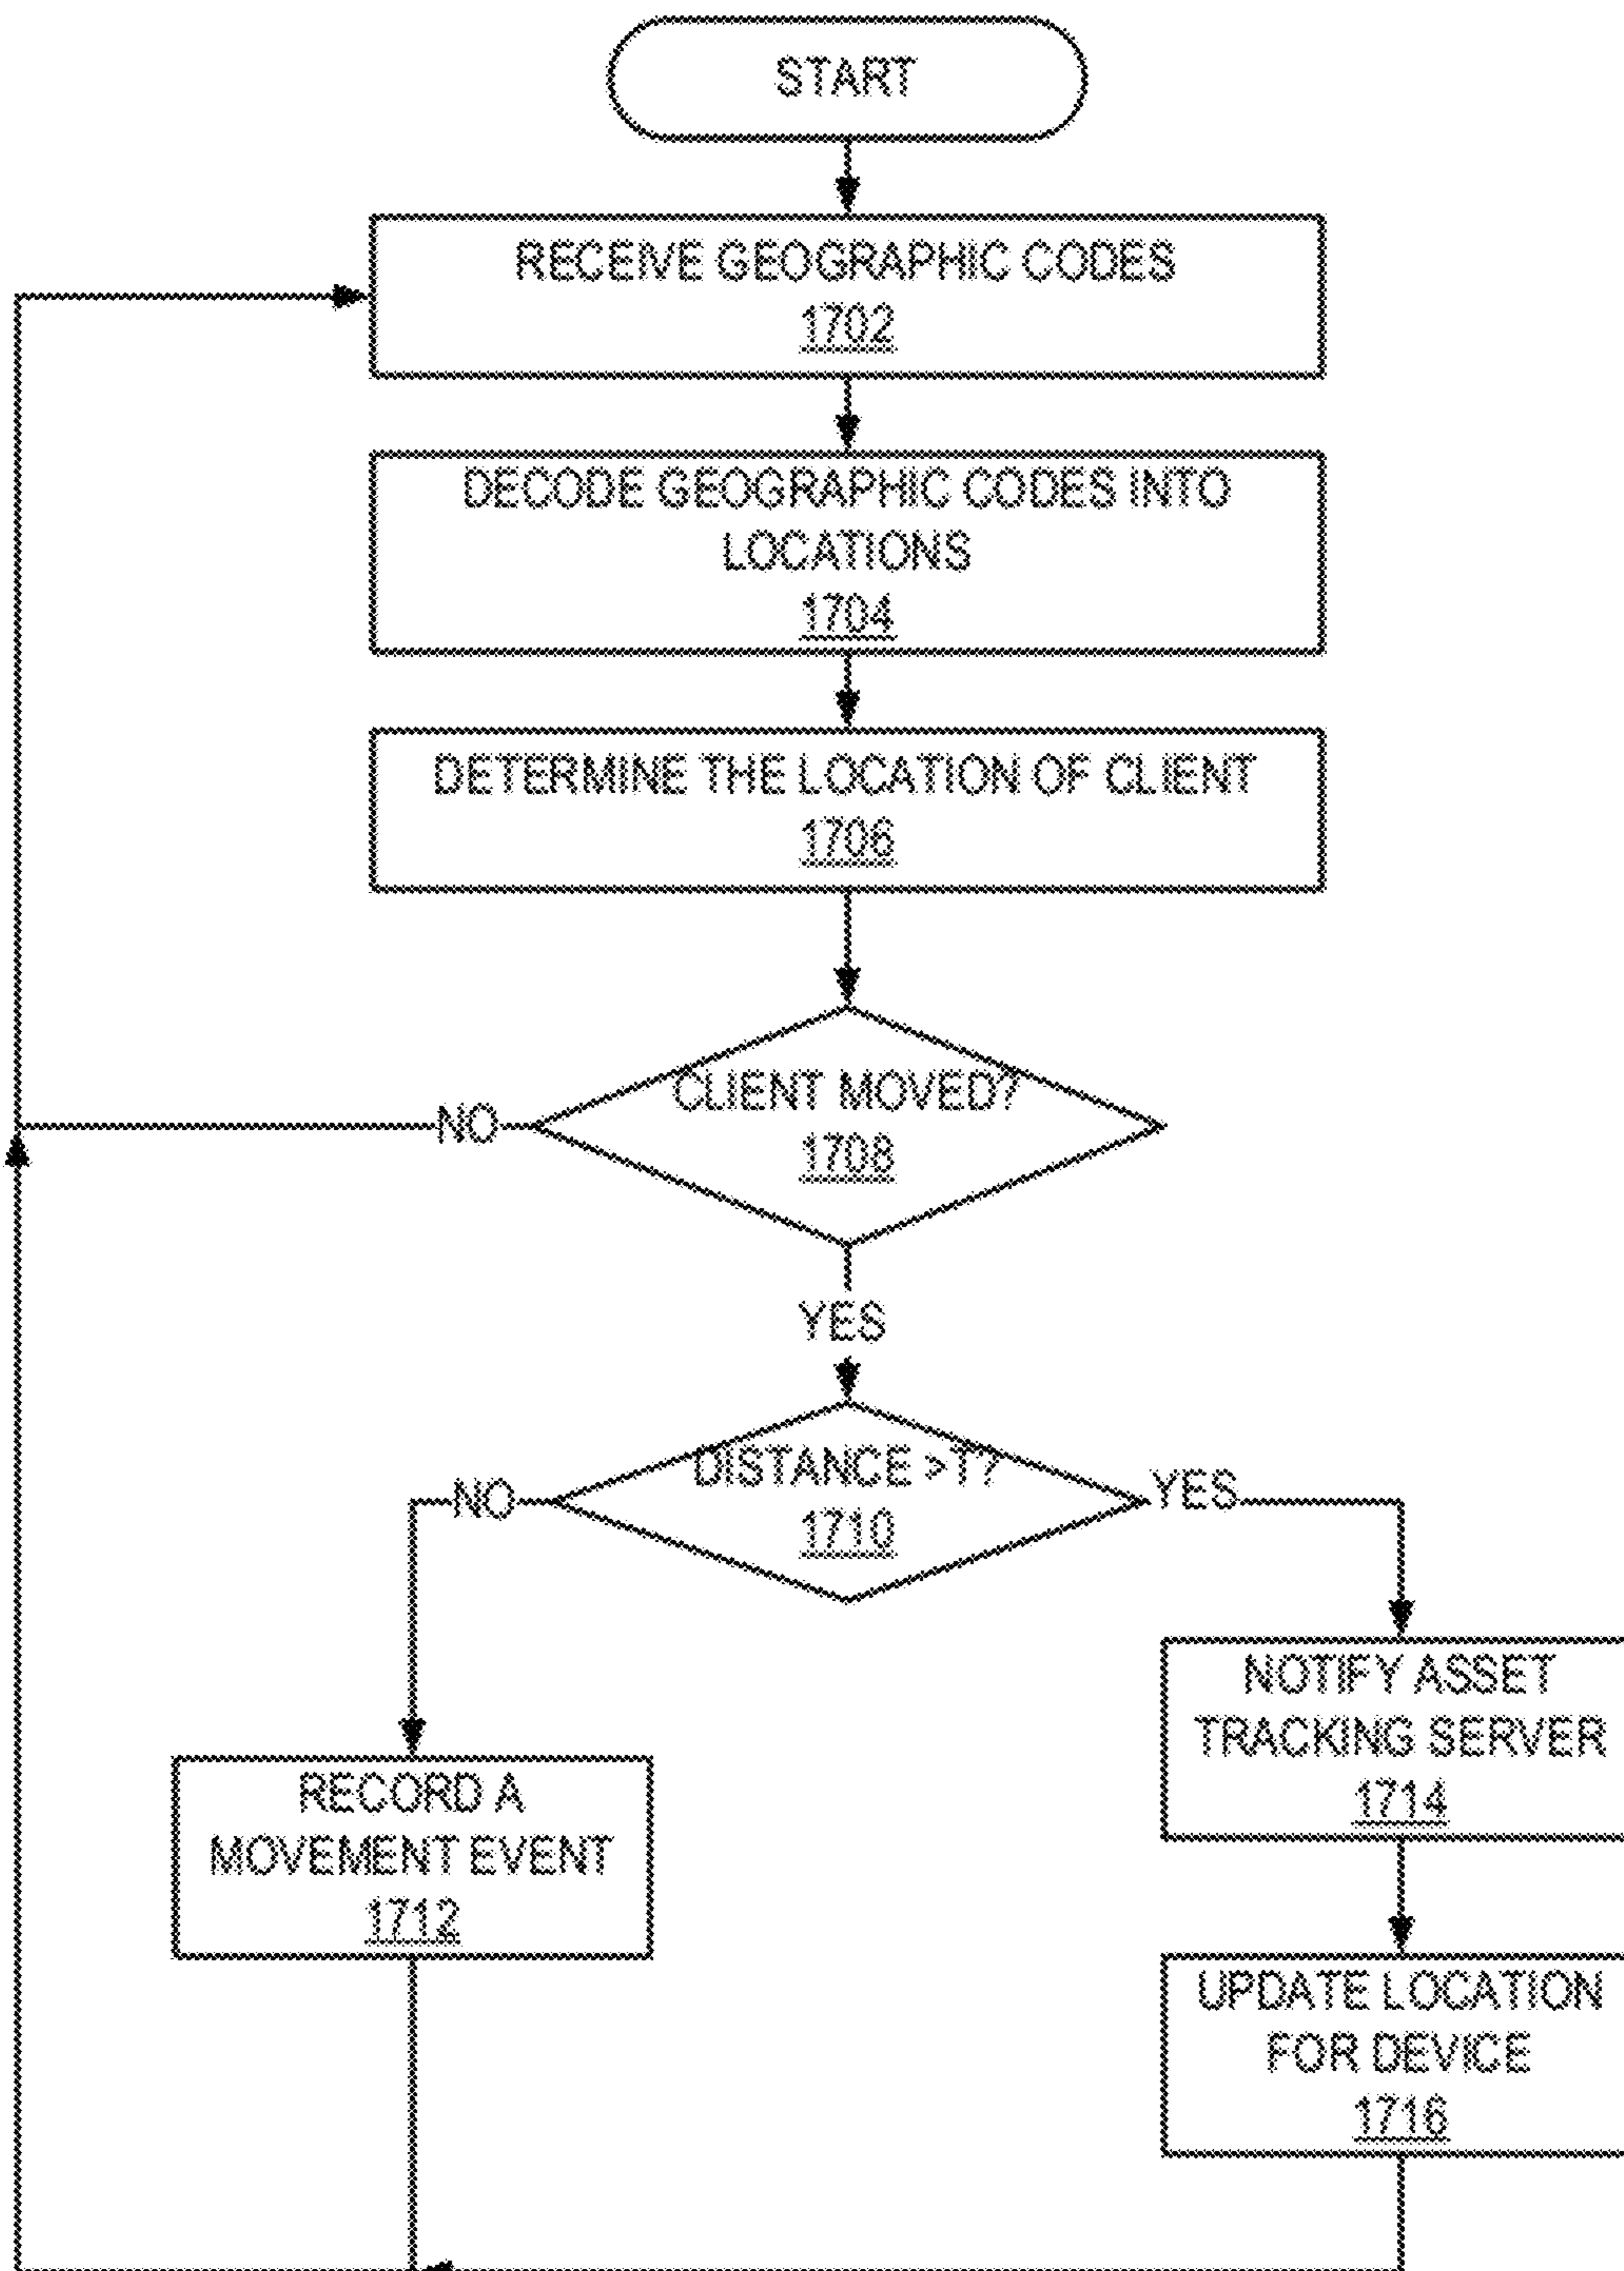 START
RECEIVE GEOGRAPHIC CODES
1702
DECODE GEOGRAPHIC CODES INTO
LOCATIONS
1704
DETERMINE THE LOCATION OF CLIENT
1706
CLIENT MOVED?
1708
NO
YES
DISTANCE >T?
1710
NO
YES
NOTIFY ASSET
TRACKING SERVER
1714
RECORD A
MOVEMENT EVENT
1712
UPDATE LOCATION
FOR DEVICE
1716